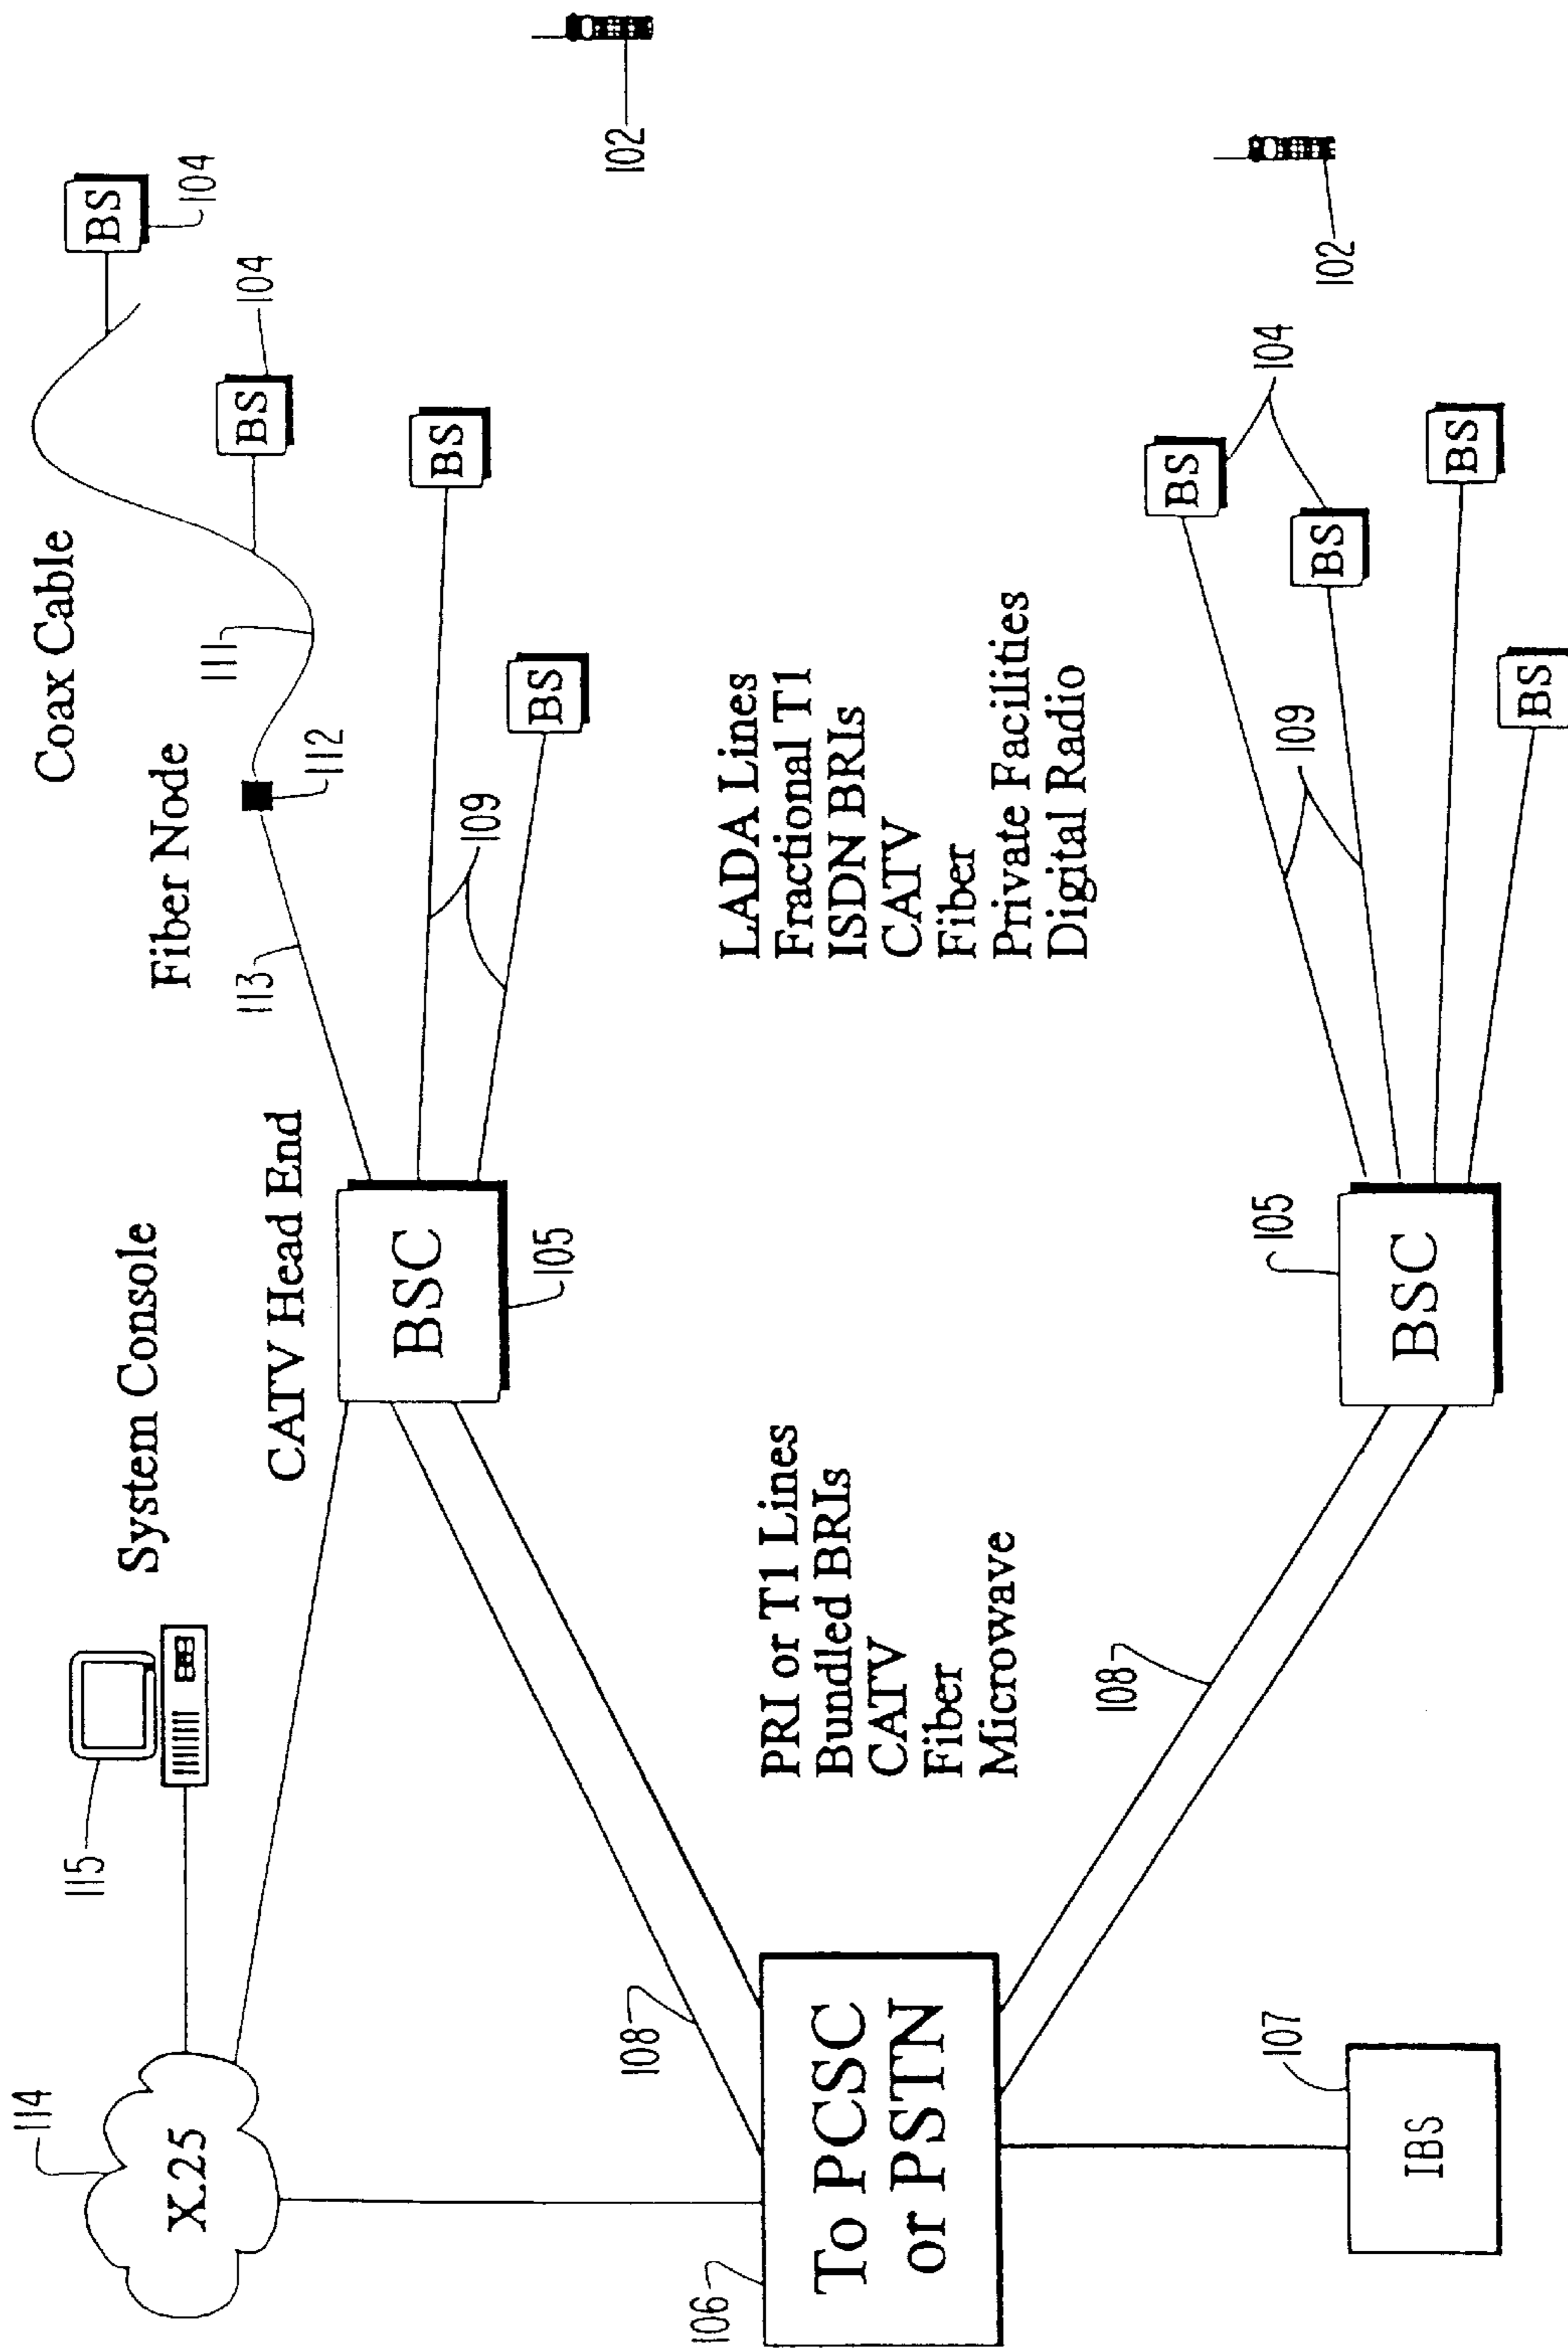 114
X.25
115
System Console
CATV Head End
BSC
105
113
Fiber Node
112
111
Coax Cable
BS
104
BS
104
BS
BS
109
102
106
To PCSC
or PSTN
108
PRI or T1 Lines
Bundled BRIs
CATV
Fiber
Microwave
LADA Lines
Fractional T1
ISDN BRIs
CATV
Fiber
Private Facilities
Digital Radio
108
107
IBS
105
BSC
109
BS
104
BS
BS
BS
102